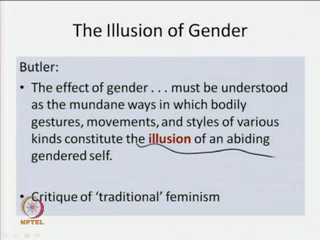 The Illusion of Gender
Butler:
• The effect of gender . . . must be understood
as the mundane ways in which bodily
gestures, movements, and styles of various
kinds constitute the illusion of an abiding
gendered self.
• Critique of ‘traditional’ feminism
NPTEL